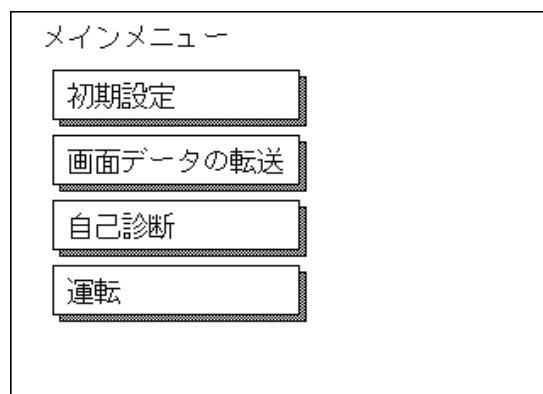 メインメニュー
初期設定
画面データの転送
自己診断
運転